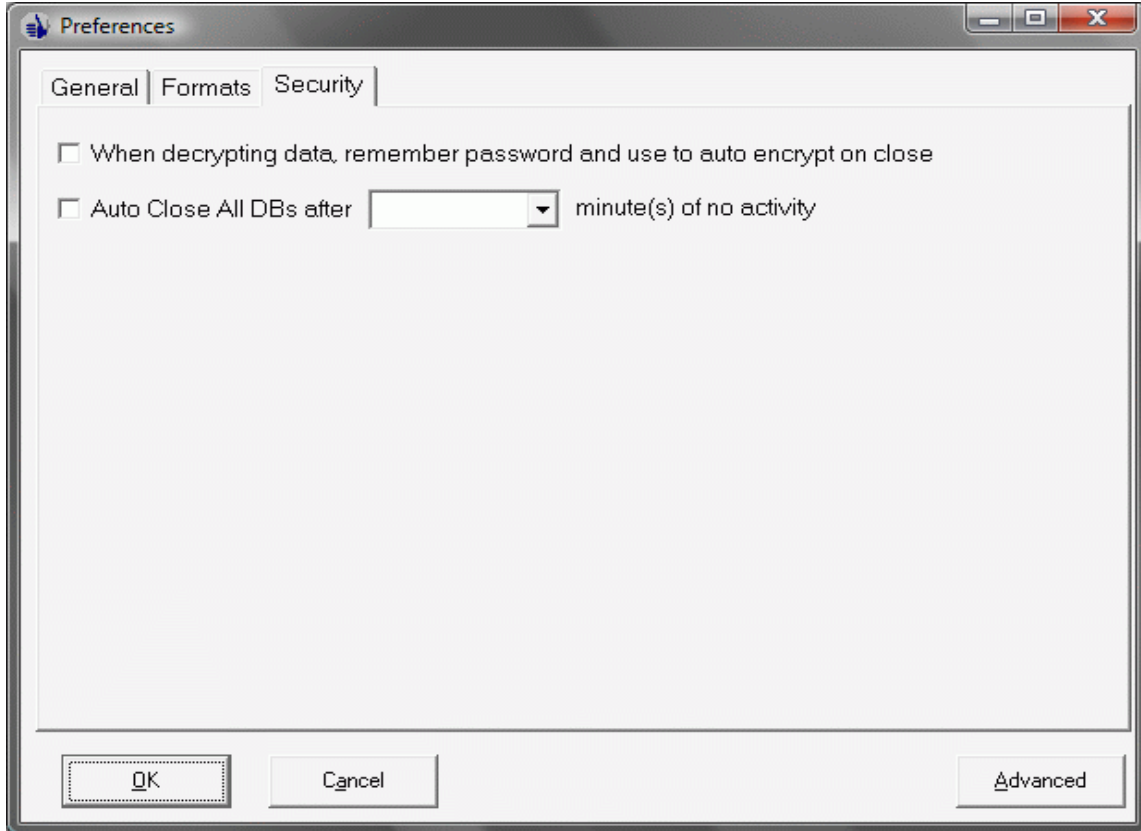 Preferences
General Formats Security
When decrypting data, remember password and use to auto encrypt on close
Auto Close All DBs after minute(s) of no activity
OK Cancel Advanced